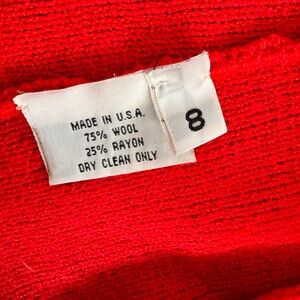 MADE IN U.S.A.
75% WOOL
25% RAYON
DRY CLEAN ONLY
8